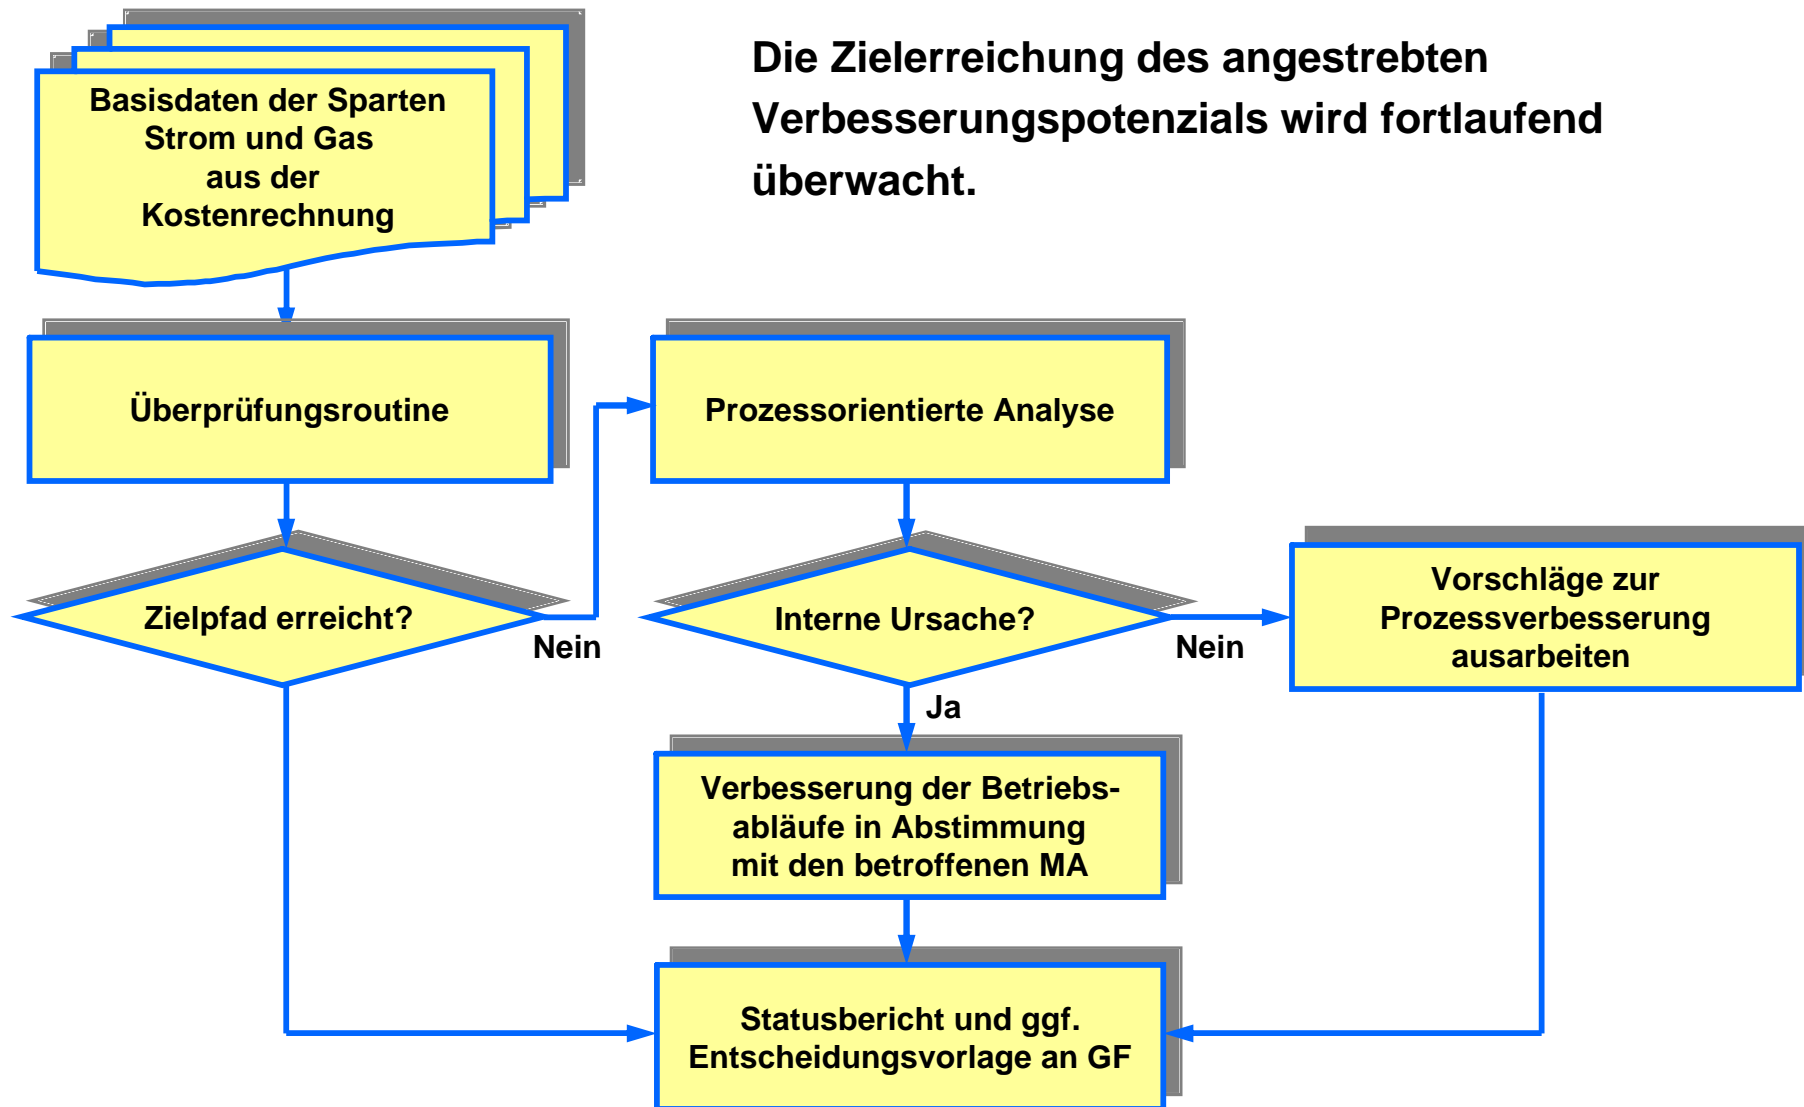 Die Zielerreichung des angestrebten
Verbesserungspotenzials wird fortlaufend
überwacht.
Basisdaten der Sparten
Strom und Gas
aus der
Kostenrechnung
Überprüfungsroutine
Prozessorientierte Analyse
Zielpfad erreicht?
Nein
Interne Ursache?
Nein
Vorschläge zur
Prozessverbesserung
ausarbeiten
Ja
Verbesserung der Betriebs-
abläufe in Abstimmung
mit den betroffenen MA
Statusbericht und ggf.
Entscheidungsvorlage an GF